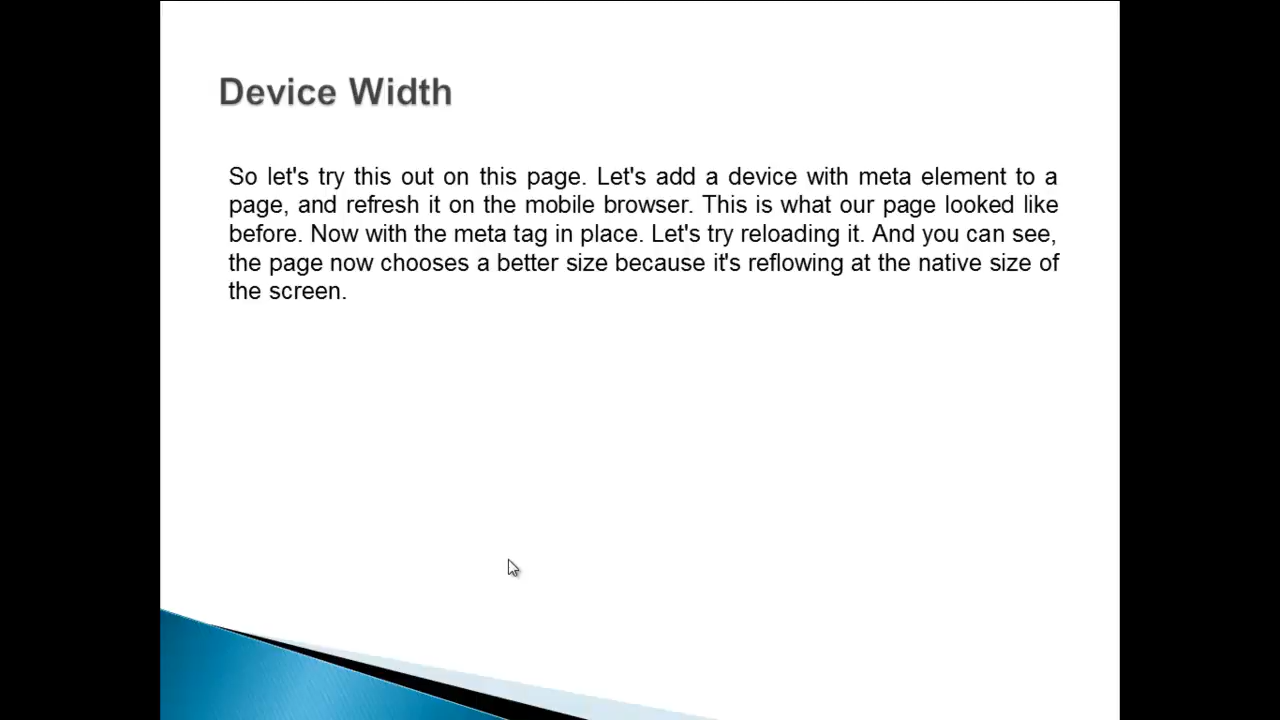 Device Width
So let's try this out on this page. Let's add a device with meta element to a
page, and refresh it on the mobile browser. This is what our page looked like
before. Now with the meta tag in place. Let's try reloading it. And you can see,
the page now chooses a better size because it's reflowing at the native size of
the screen.